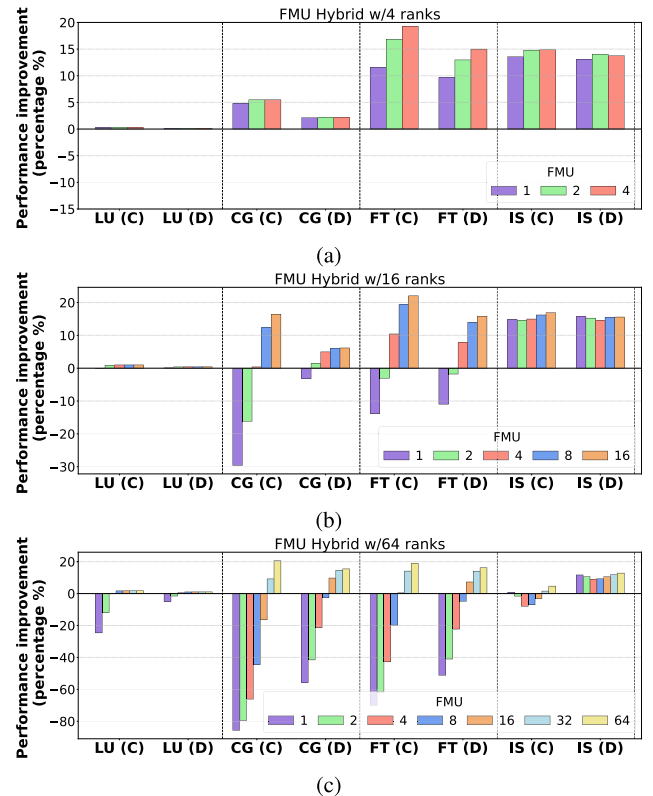 FMU Hybrid w/4 ranks
Performance improvement
(percentage %)
20
15
10
5
0
−5
−10
−15
FMU
1 2 4
LU (C) LU (D) CG (C) CG (D) FT (C) FT (D) IS (C) IS (D)
(a)
FMU Hybrid w/16 ranks
Performance improvement
(percentage %)
20
10
0
−10
−20
−30
FMU
1 2 4 8 16
LU (C) LU (D) CG (C) CG (D) FT (C) FT (D) IS (C) IS (D)
(b)
FMU Hybrid w/64 ranks
Performance improvement
(percentage %)
20
0
−20
−40
−60
−80
FMU
1 2 4 8 16 32 64
LU (C) LU (D) CG (C) CG (D) FT (C) FT (D) IS (C) IS (D)
(c)